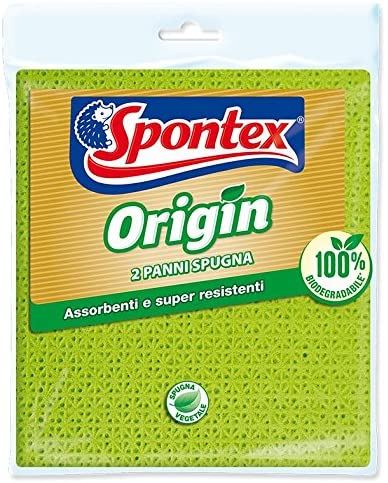 Spontex
Origin
2 PANNI SPUGNA
Assorbenti e super resistenti
100%
BIODEGRADABILE*
SPUGNA
VEGETALE